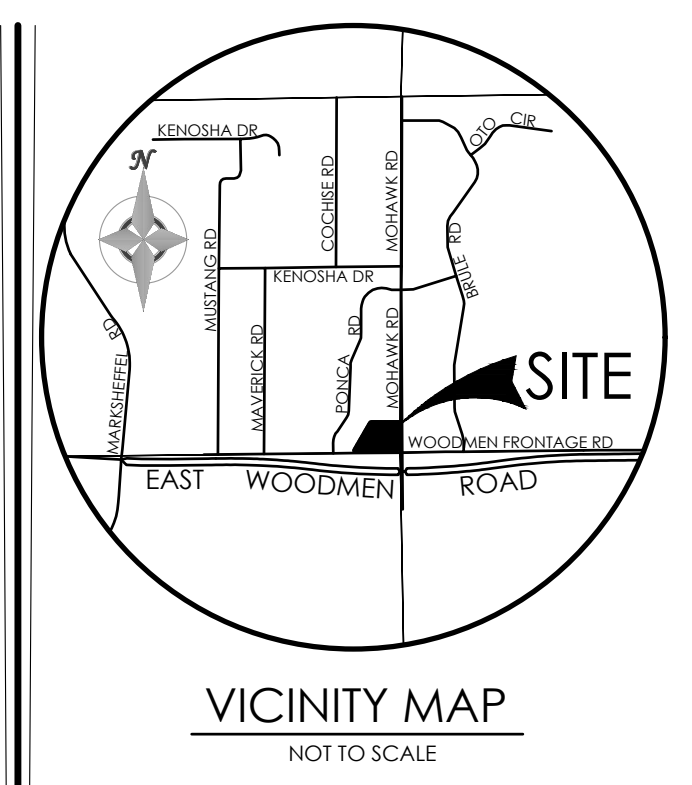 KENOSHA DR
OTO CIR
N
COCHISE RD
MOHAWK RD
MUSTANG RD
BRULE RD
KENOSHA DR
MARKSHEFFEL RD
MAVERICK RD
PONCA RD
MOHAWK RD
SITE
WOODMEN FRONTAGE RD
EAST WOODMEN ROAD
VICINITY MAP
NOT TO SCALE